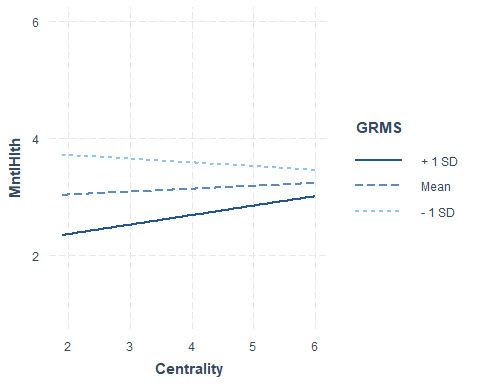 6
4
2
MntlHlth
2 3 4 5 6
Centrality
GRMS
+ 1 SD
Mean
- 1 SD